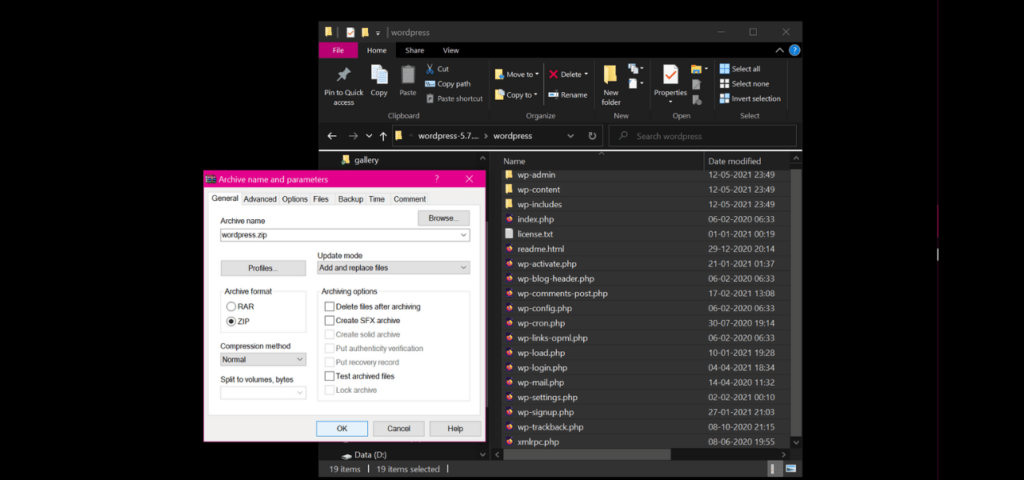 wordpress
File Home Share View
Pin to Quick access
Copy
Paste
Cut
Copy path
Paste shortcut
Clipboard
Move to
Copy to
Delete
Rename
Organize
New folder
New
Properties
Open
Select all
Select none
Invert selection
Select
wordpress-5.7... wordpress
Search wordpress
gallery
Name Date modified
wp-admin 12-05-2021 23:49
wp-content 12-05-2021 23:49
wp-includes 12-05-2021 23:49
index.php 06-02-2020 06:33
license.txt 01-01-2021 00:19
readme.html 29-12-2020 20:14
wp-activate.php 21-01-2021 01:37
wp-blog-header.php 06-02-2020 06:33
wp-comments-post.php 17-02-2021 13:08
wp-config.php 06-02-2020 06:33
wp-cron.php 30-07-2020 19:14
wp-links-opml.php 06-02-2020 06:33
wp-load.php 10-01-2021 19:28
wp-login.php 04-04-2021 18:34
wp-mail.php 14-04-2020 11:32
wp-settings.php 02-02-2021 00:10
wp-signup.php 27-01-2021 21:03
wp-trackback.php 08-10-2020 21:15
xmlrpc.php 08-06-2020 19:55
Data (D:)
19 items 19 items selected
Archive name and parameters ?
General Advanced Options Files Backup Time Comment
Archive name
Browse...
wordpress.zip
Profiles...
Update mode
Add and replace files
Archive format
RAR
ZIP
Compression method
Normal
Split to volumes, bytes
Archiving options
Delete files after archiving
Create SFX archive
Create solid archive
Put authenticity verification
Put recovery record
Test archived files
Lock archive
OK Cancel Help